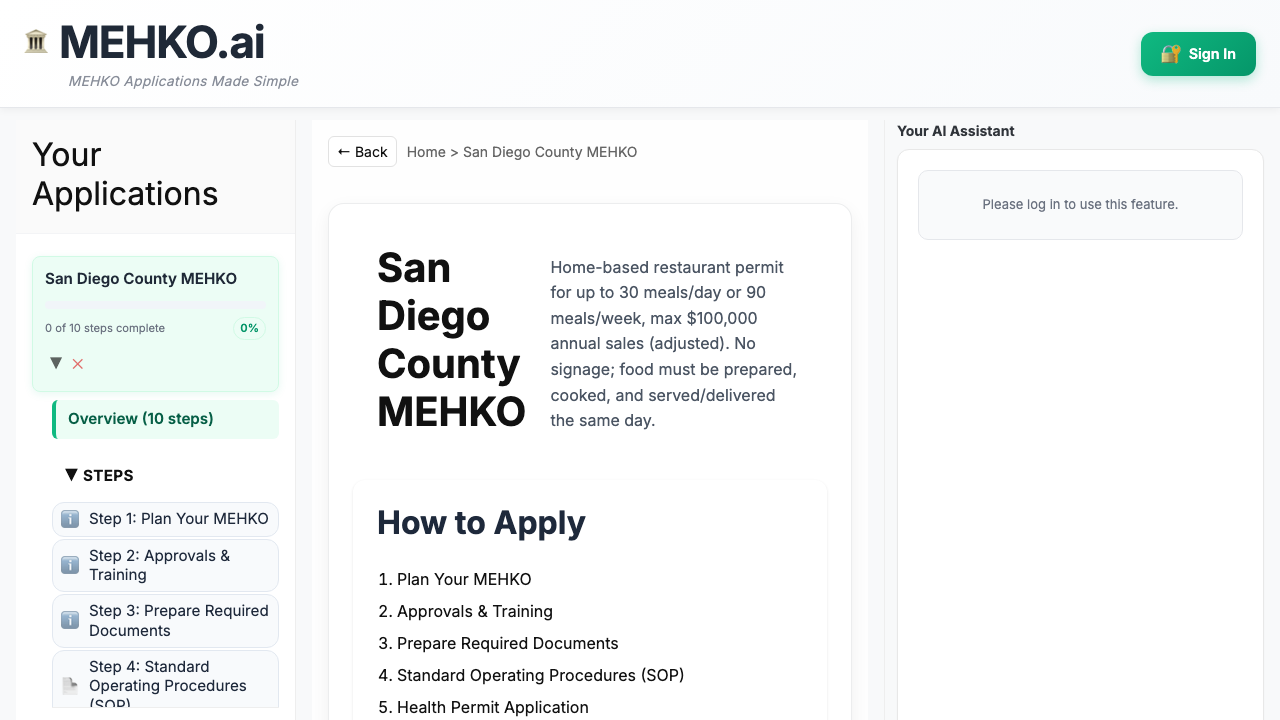 MEHKO.ai
MEHKO Applications Made Simple
Sign In
Your
Applications
San Diego County MEHKO
0 of 10 steps complete
0%
▼ ×
Overview (10 steps)
▼ STEPS
Step 1: Plan Your MEHKO
Step 2: Approvals &
Training
Step 3: Prepare Required
Documents
Step 4: Standard
Operating Procedures
(SOP)
← Back
Home > San Diego County MEHKO
San
Diego
County
MEHKO
Home-based restaurant permit
for up to 30 meals/day or 90
meals/week, max $100,000
annual sales (adjusted). No
signage; food must be prepared,
cooked, and served/delivered
the same day.
How to Apply
1. Plan Your MEHKO
2. Approvals & Training
3. Prepare Required Documents
4. Standard Operating Procedures (SOP)
5. Health Permit Application
Your AI Assistant
Please log in to use this feature.